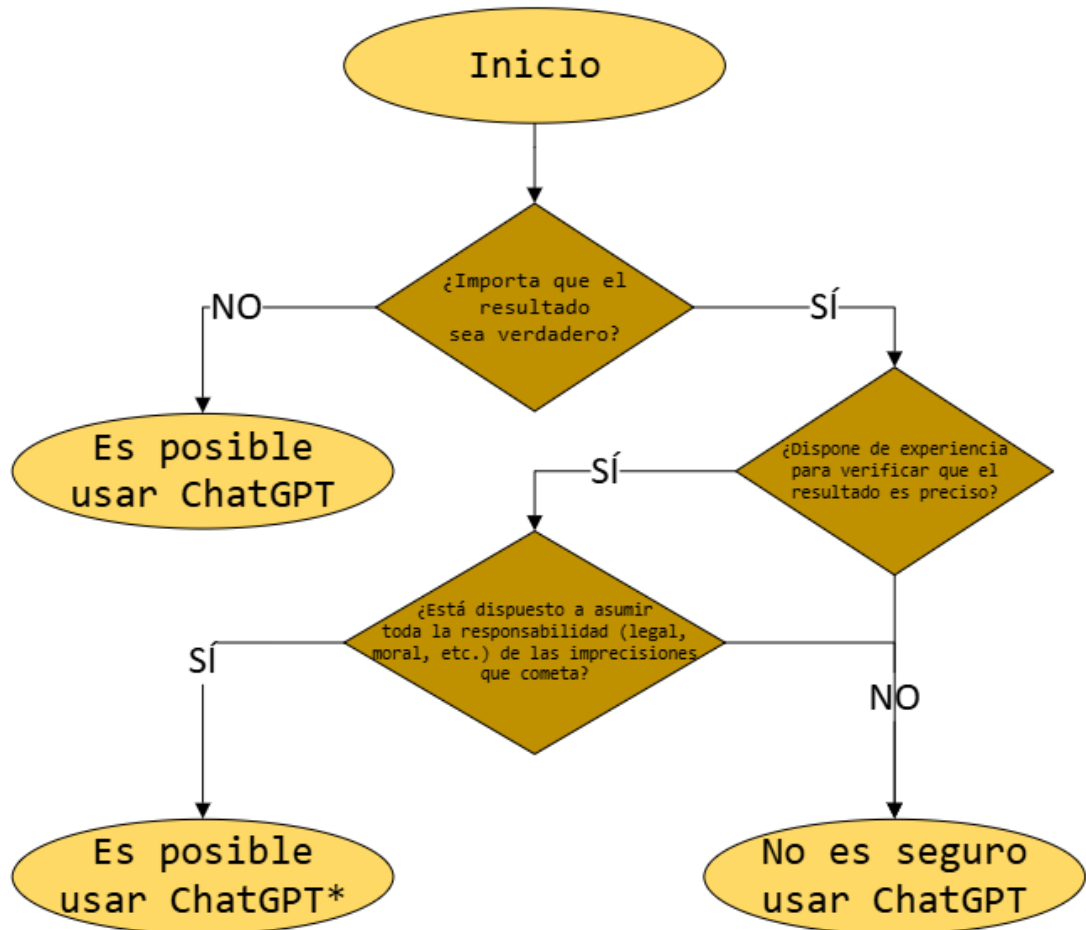 Inicio
¿Importa que el
resultado
sea verdadero?
NO
SÍ
Es posible
usar ChatGPT
¿Dispone de experiencia
para verificar que el
resultado es preciso?
SÍ
¿Está dispuesto a asumir
toda la responsabilidad (legal,
moral, etc.) de las imprecisiones
que cometa?
SÍ
NO
Es posible
usar ChatGPT*
No es seguro
usar ChatGPT